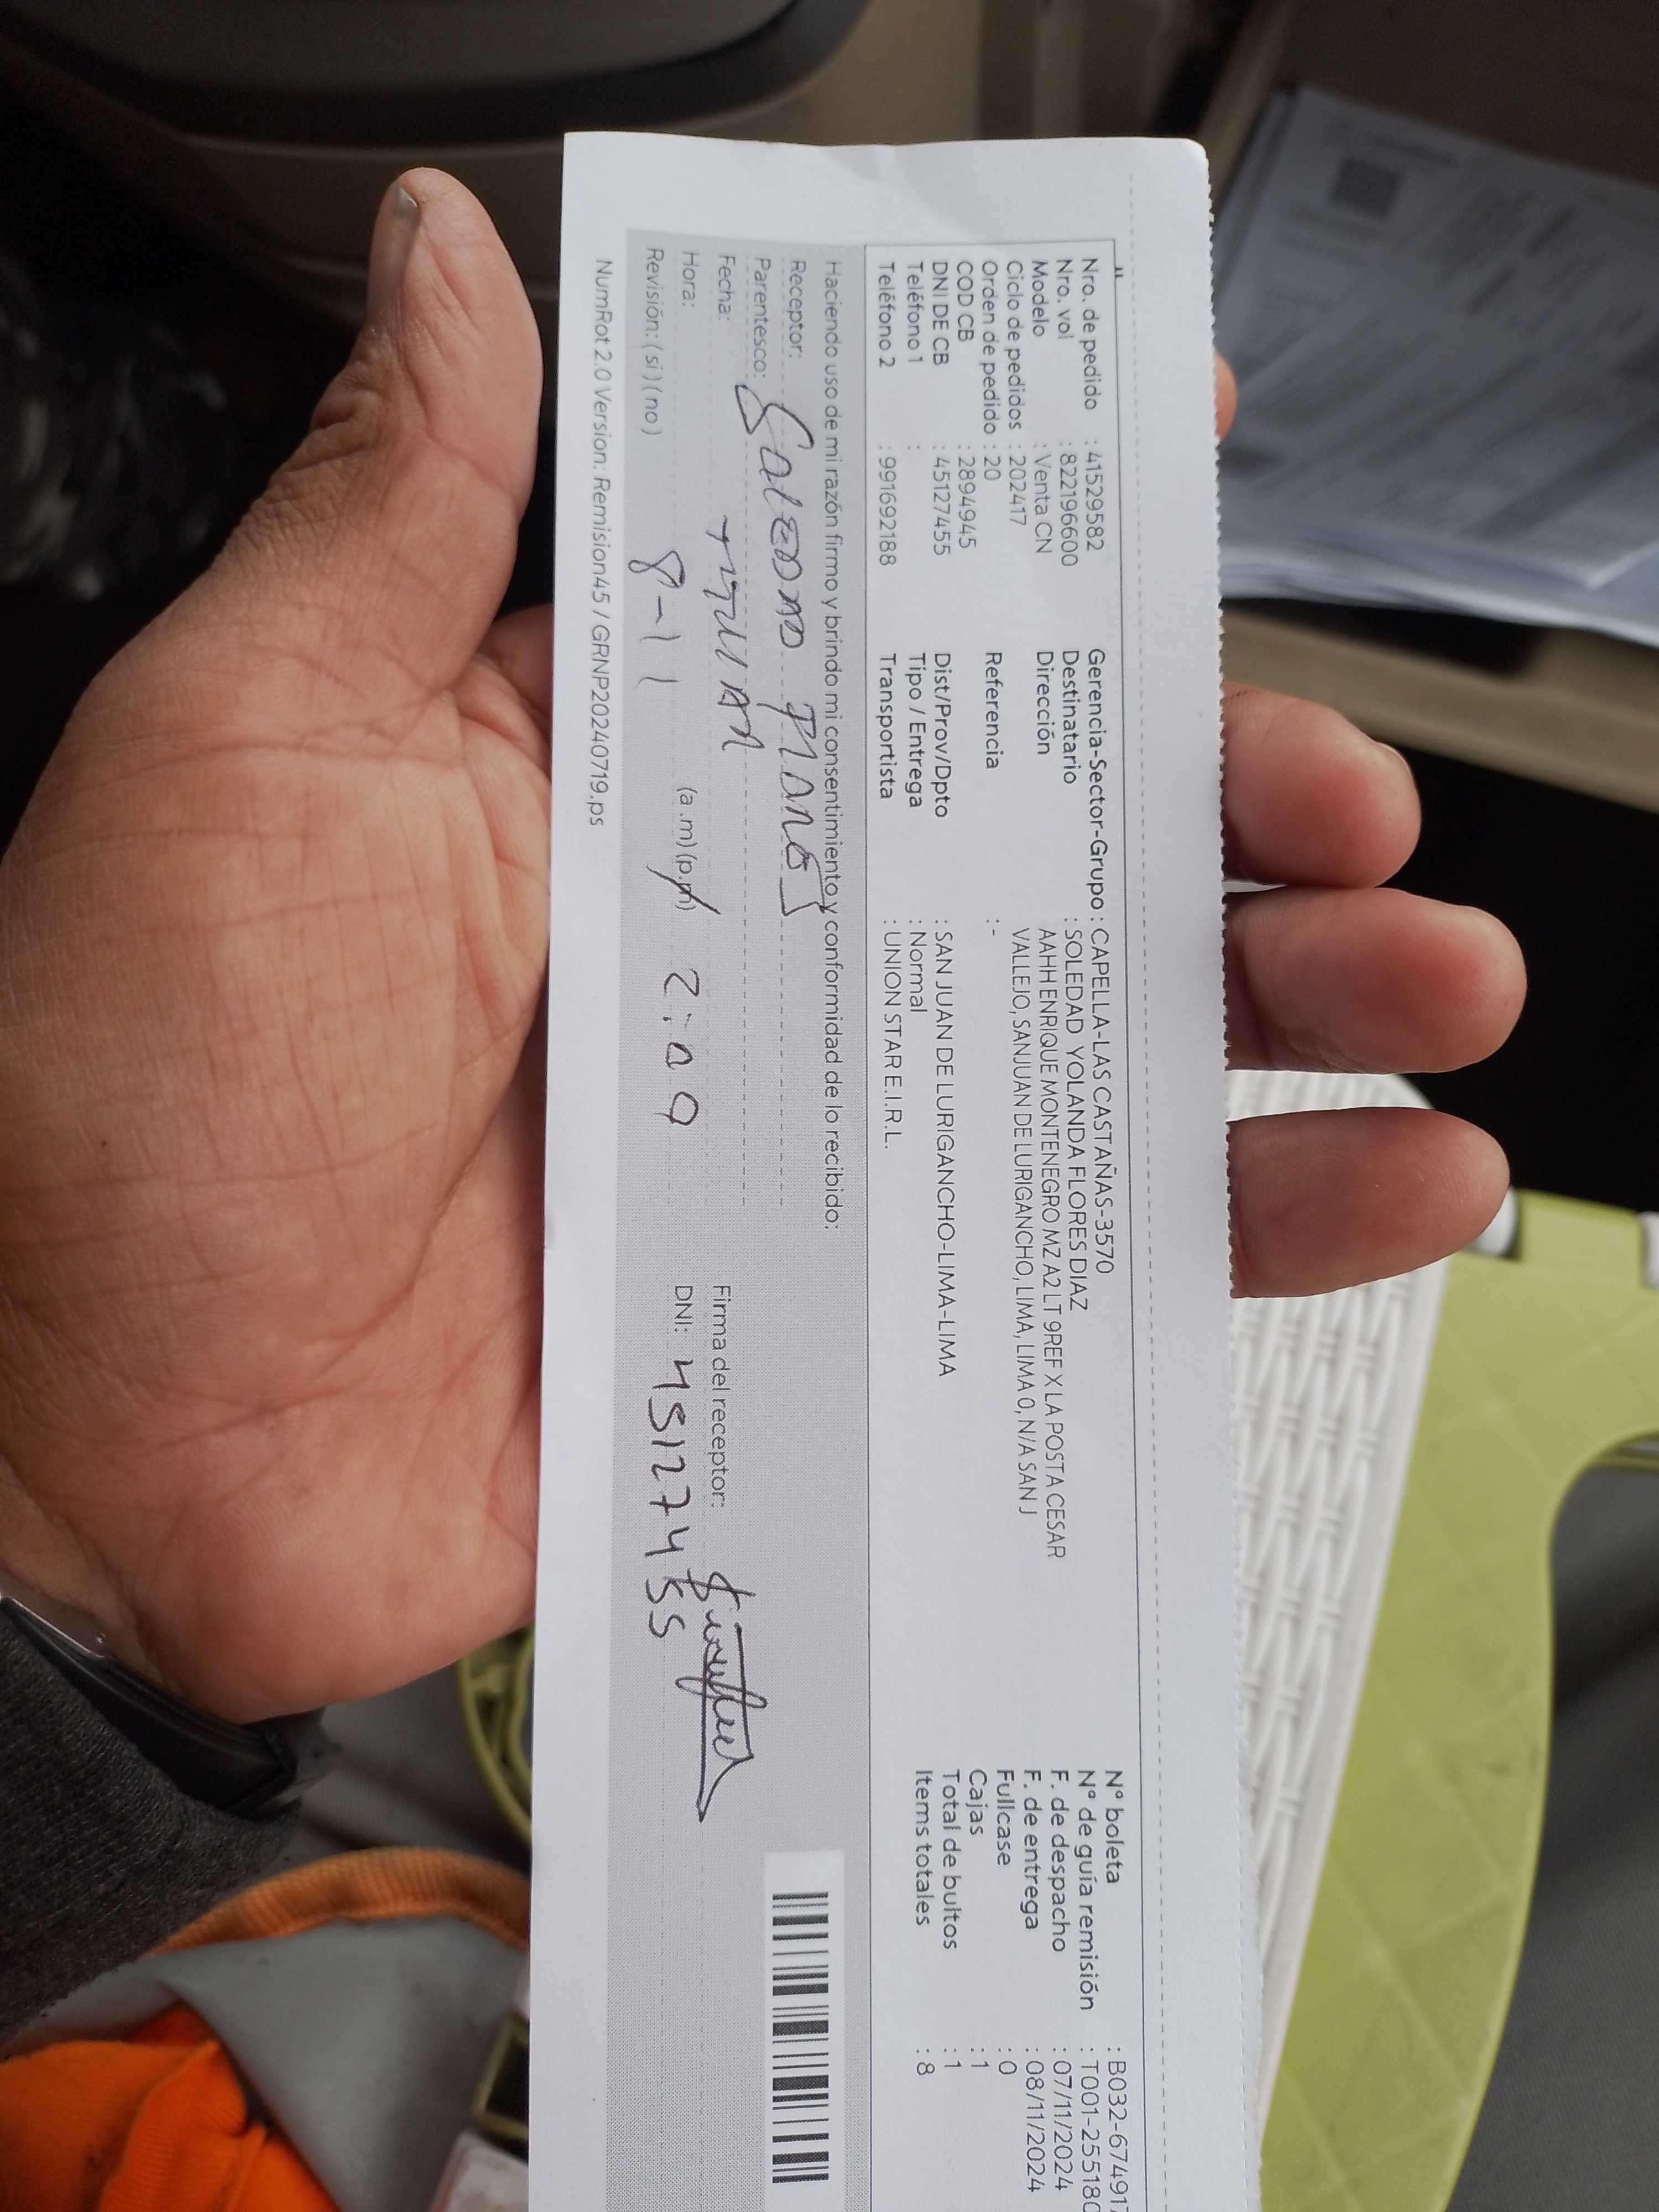 Nro. de pedido : 41529582
Nro. vol : 822196600
Modelo : Venta CN
Ciclo de pedidos : 202417
Orden de pedido : 20
COD CB : 2894945
DNI DE CB : 45127455
Teléfono 1 :
Teléfono 2 : 991692188
Gerencia-Sector-Grupo : CAPELLA-LAS CASTAÑAS-3570
Destinatario : SOLEDAD YOLANDA FLORES DIAZ
Dirección AAHH ENRIQUE MONTENEGRO MZ A2 LT 9REF X LA POSTA CESAR
VALLEJO, SANJUAN DE LURIGANCHO, LIMA, LIMA 0, N/A SAN J
Referencia : -
Dist/Prov/Dpto : SAN JUAN DE LURIGANCHO-LIMA-LIMA
Tipo / Entrega : Normal
Transportista : UNION STAR E.I.R.L.
N° boleta : B032-674917
N° de guía remisión : T001-255180
F. de despacho : 07/11/2024
F. de entrega : 08/11/2024
Fullcase : 0
Cajas : 1
Total de bultos : 1
Items totales : 8
Haciendo uso de mi razón firmo y brindo mi consentimiento y conformidad de lo recibido:
Receptor:
Parentesco:
Fecha: 8-11
Hora: (a.m) (p.m) 2:09
Revisión: ( si ) ( no )
Firma del receptor:
DNI: 45127455
NumRot 2.0 Version: Remision45 / GRNP20240719.ps